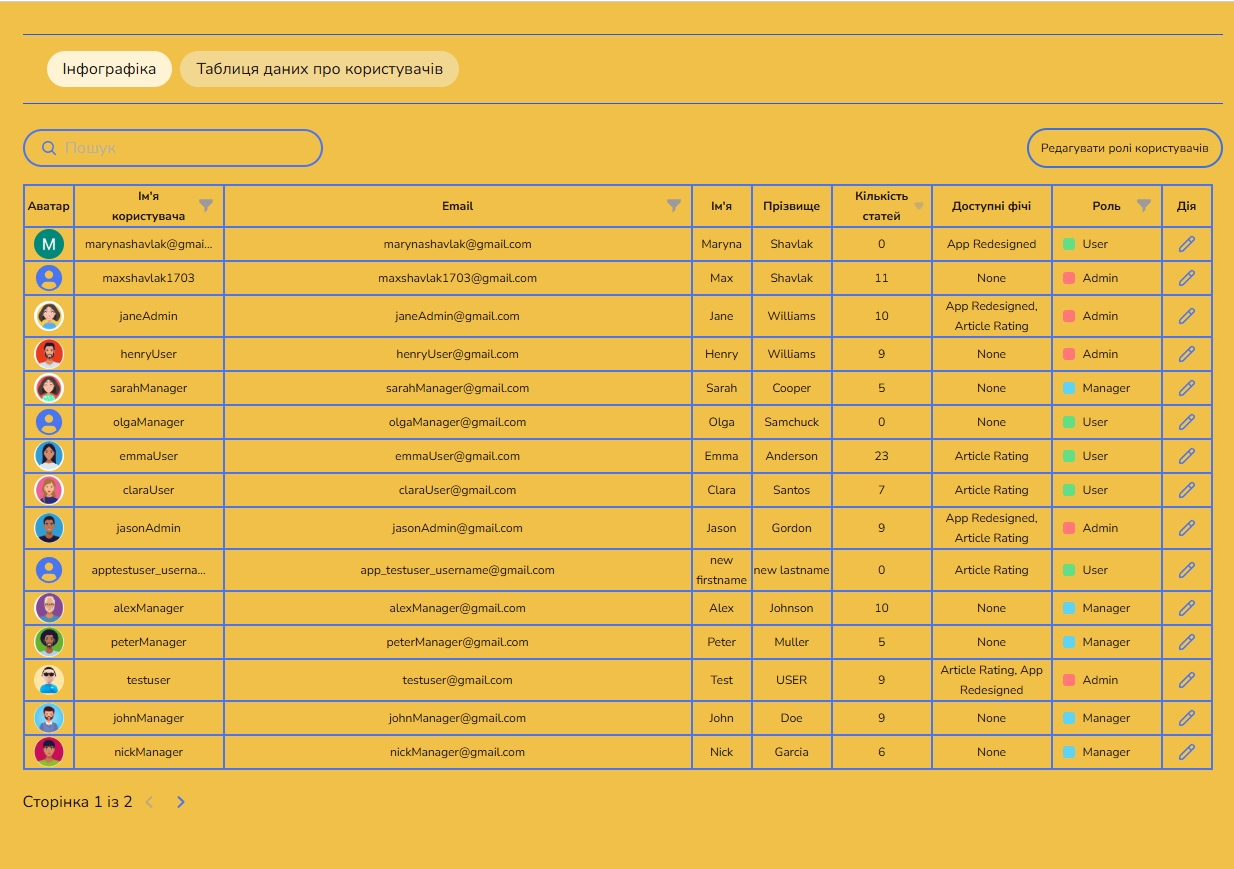 Інфографіка Таблиця даних про користувачів
Пошук Редагувати ролі користувачів
Аватар Ім'я користувача Email Ім'я Прізвище Кількість статей Доступні фічі Роль Дія
M marynashavlak@gmai... marynashavlak@gmail.com Maryna Shavlak 0 App Redesigned User
maxshavlak1703 maxshavlak1703@gmail.com Max Shavlak 11 None Admin
janeAdmin janeAdmin@gmail.com Jane Williams 10 App Redesigned, Article Rating Admin
henryUser henryUser@gmail.com Henry Williams 9 None Admin
sarahManager sarahManager@gmail.com Sarah Cooper 5 None Manager
olgaManager olgaManager@gmail.com Olga Samchuck 0 None User
emmaUser emmaUser@gmail.com Emma Anderson 23 Article Rating User
claraUser claraUser@gmail.com Clara Santos 7 Article Rating User
jasonAdmin jasonAdmin@gmail.com Jason Gordon 9 App Redesigned, Article Rating Admin
apptestuser_userna... app_testuser_username@gmail.com new firstname new lastname 0 Article Rating User
alexManager alexManager@gmail.com Alex Johnson 10 None Manager
peterManager peterManager@gmail.com Peter Muller 5 None Manager
testuser testuser@gmail.com Test USER 9 Article Rating, App Redesigned Admin
johnManager johnManager@gmail.com John Doe 9 None Manager
nickManager nickManager@gmail.com Nick Garcia 6 None Manager
Сторінка 1 із 2